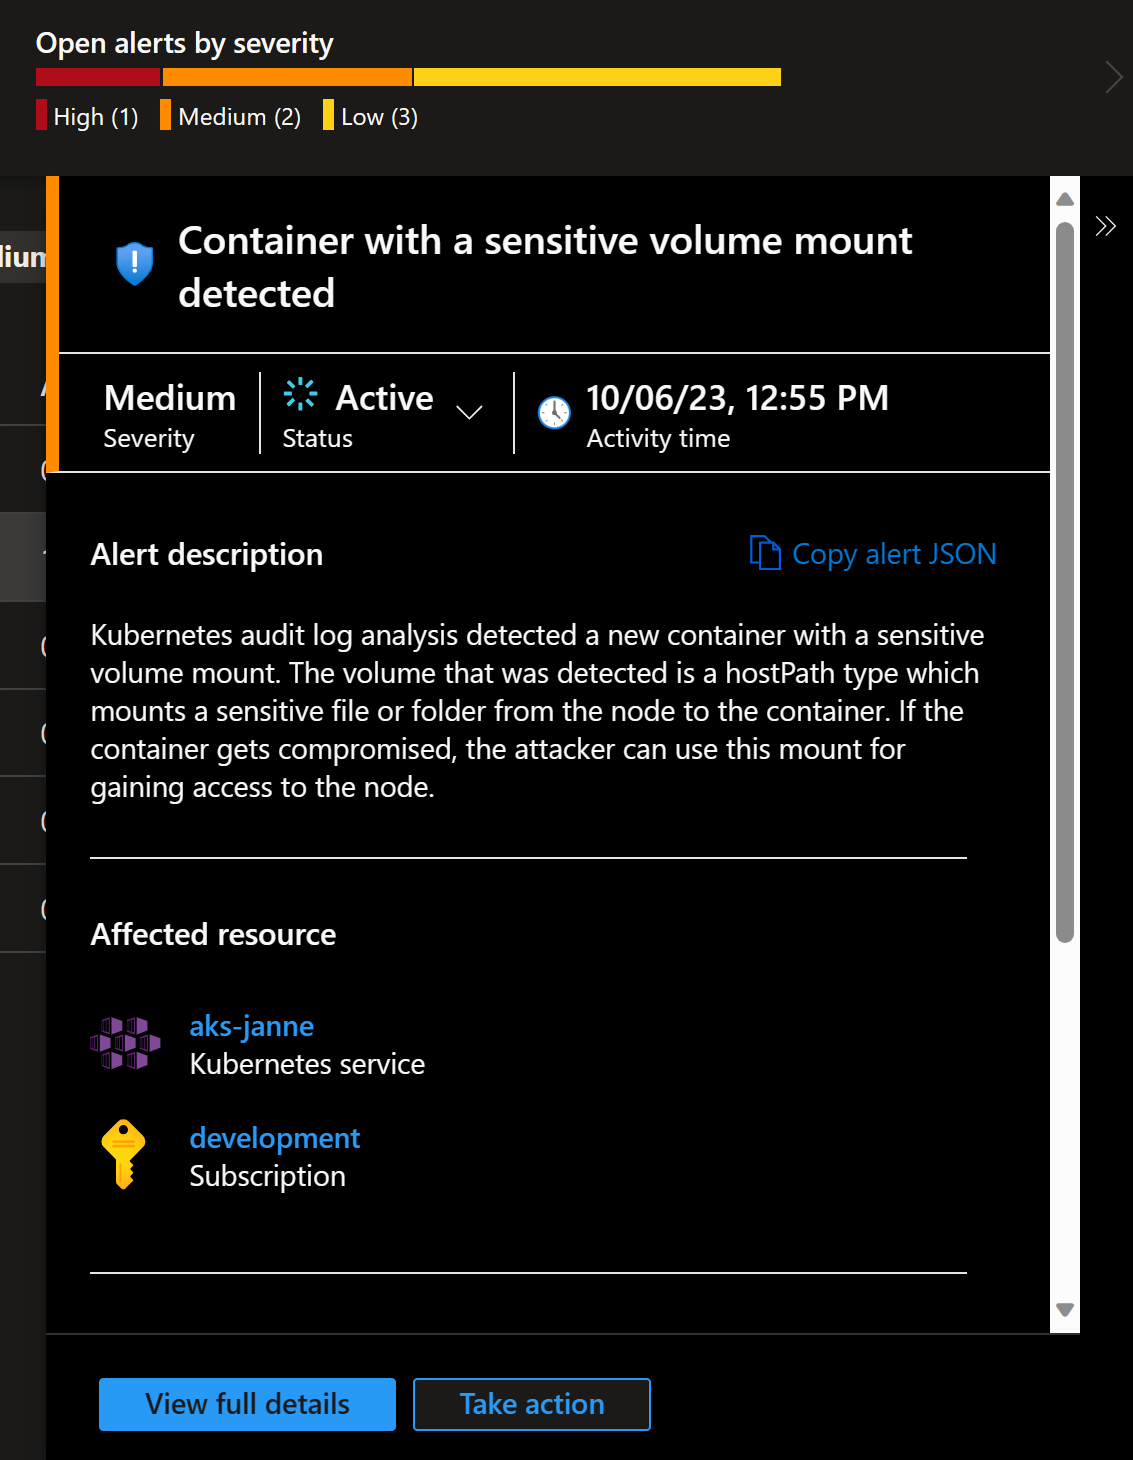 Open alerts by severity
High (1) Medium (2) Low (3)
Container with a sensitive volume mount
detected
Medium Active 10/06/23, 12:55 PM
Severity Status Activity time
Alert description Copy alert JSON
Kubernetes audit log analysis detected a new container with a sensitive
volume mount. The volume that was detected is a hostPath type which
mounts a sensitive file or folder from the node to the container. If the
container gets compromised, the attacker can use this mount for
gaining access to the node.
Affected resource
aks-janne
Kubernetes service
development
Subscription
View full details Take action